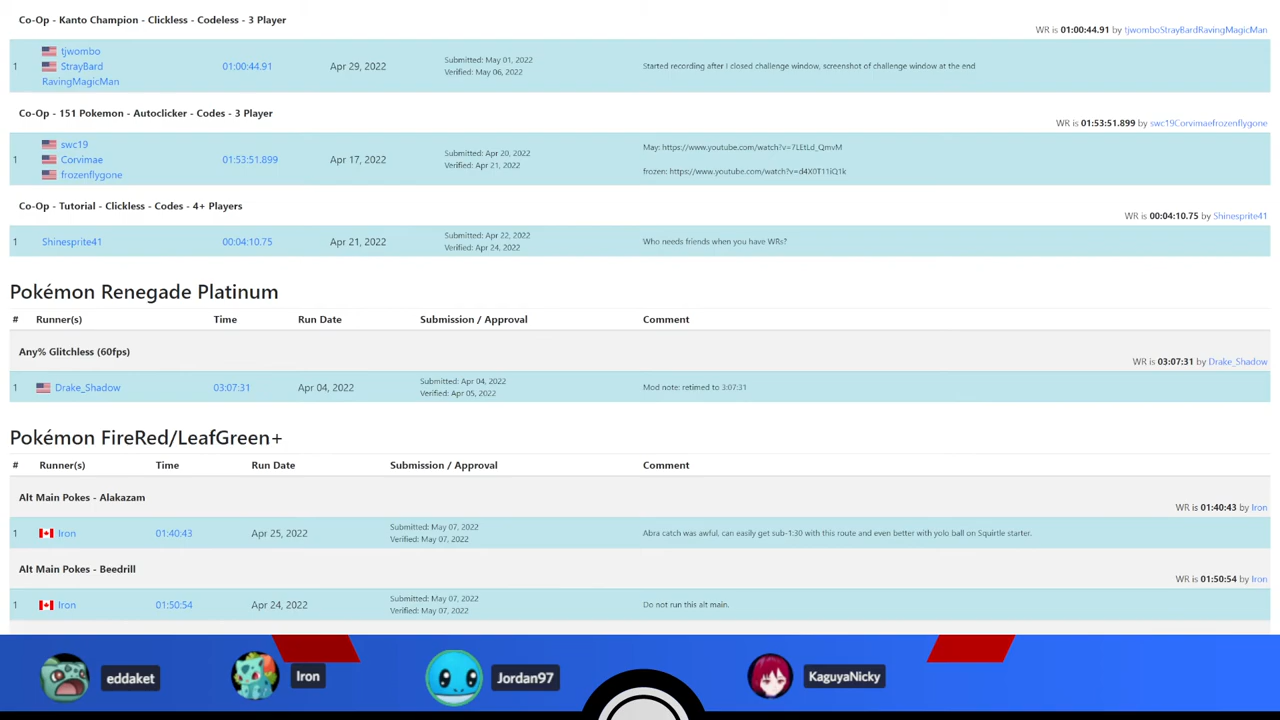 Co-Op - Kanto Champion - Clickless - Codeless - 3 Player
WR is 01:00:44.91 by tjwomboStrayBardRavingMagicMan
1 tjwombo StrayBard RavingMagicMan 01:00:44.91 Apr 29, 2022 Submitted: May 01, 2022 Verified: May 06, 2022 Started recording after I closed challenge window, screenshot of challenge window at the end
Co-Op - 151 Pokemon - Autoclicker - Codes - 3 Player
WR is 01:53:51.899 by swc19Corvimaefrozenflygone
1 swc19 Corvimae frozenflygone 01:53:51.899 Apr 17, 2022 Submitted: Apr 20, 2022 Verified: Apr 21, 2022 May: https://www.youtube.com/watch?v=7LEtLd_QmvM
frozen: https://www.youtube.com/watch?v=d4X0T11iQ1k
Co-Op - Tutorial - Clickless - Codes - 4+ Players
WR is 00:04:10.75 by Shinesprite41
1 Shinesprite41 00:04:10.75 Apr 21, 2022 Submitted: Apr 22, 2022 Verified: Apr 24, 2022 Who needs friends when you have WRs?
Pokémon Renegade Platinum
# Runner(s) Time Run Date Submission / Approval Comment
Any% Glitchless (60fps)
WR is 03:07:31 by Drake_Shadow
1 Drake_Shadow 03:07:31 Apr 04, 2022 Submitted: Apr 04, 2022 Verified: Apr 05, 2022 Mod note: retimed to 3:07:31
Pokémon FireRed/LeafGreen+
# Runner(s) Time Run Date Submission / Approval Comment
Alt Main Pokes - Alakazam
WR is 01:40:43 by Iron
1 Iron 01:40:43 Apr 25, 2022 Submitted: May 07, 2022 Verified: May 07, 2022 Abra catch was awful, can easily get sub-1:30 with this route and even better with yolo ball on Squirtle starter.
Alt Main Pokes - Beedrill
WR is 01:50:54 by Iron
1 Iron 01:50:54 Apr 24, 2022 Submitted: May 07, 2022 Verified: May 07, 2022 Do not run this alt main.
eddaket Iron Jordan97 KaguyaNicky